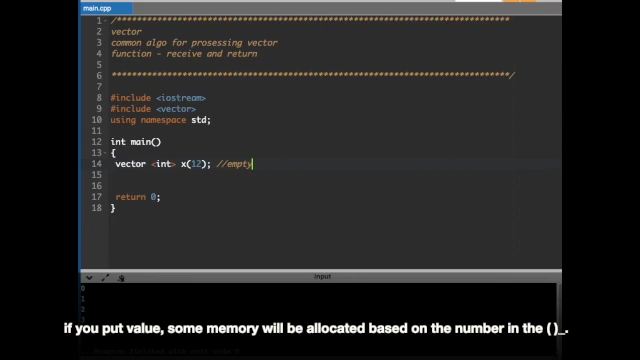 main.cpp
1 /******************************************************************************
2 vector
3 common algo for prosessing vector
4 function - receive and return
5
6 *******************************************************************************/
7
8 #include <iostream>
9 #include <vector>
10 using namespace std;
11
12 int main()
13 {
14 vector <int> x(12); //empty
15
16
17 return 0;
18 }
input
0
1
2
if you put value, some memory will be allocated based on the number in the ()_.